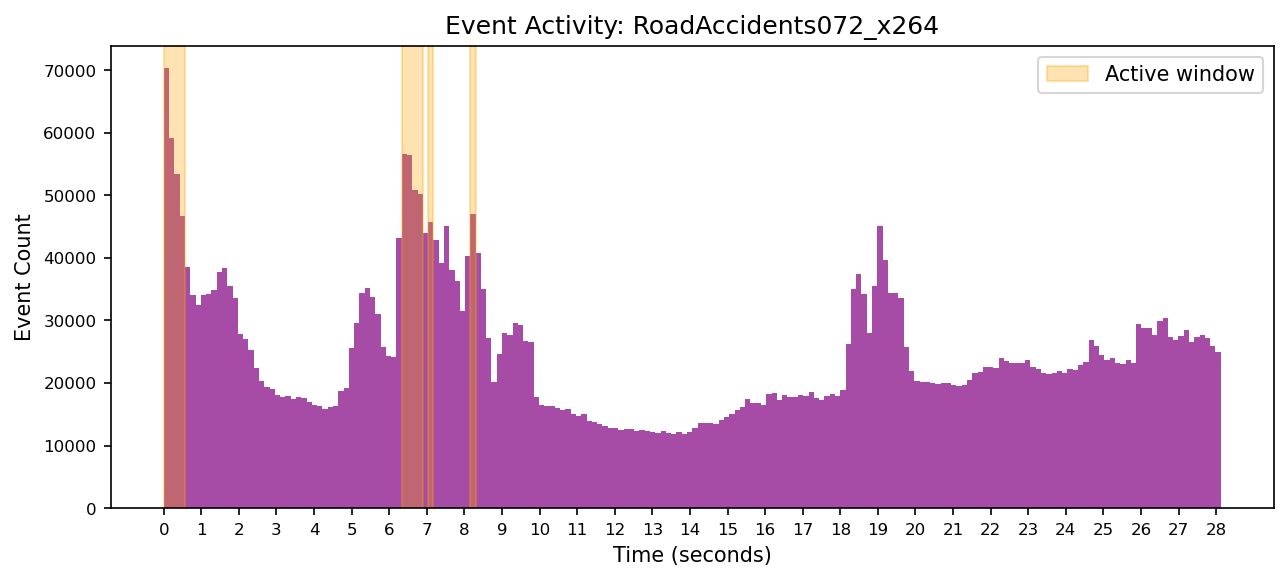 Event Activity: RoadAccidents072_x264
Active window
70000
60000
50000
40000
30000
20000
10000
0
Event Count
0 1 2 3 4 5 6 7 8 9 10 11 12 13 14 15 16 17 18 19 20 21 22 23 24 25 26 27 28
Time (seconds)